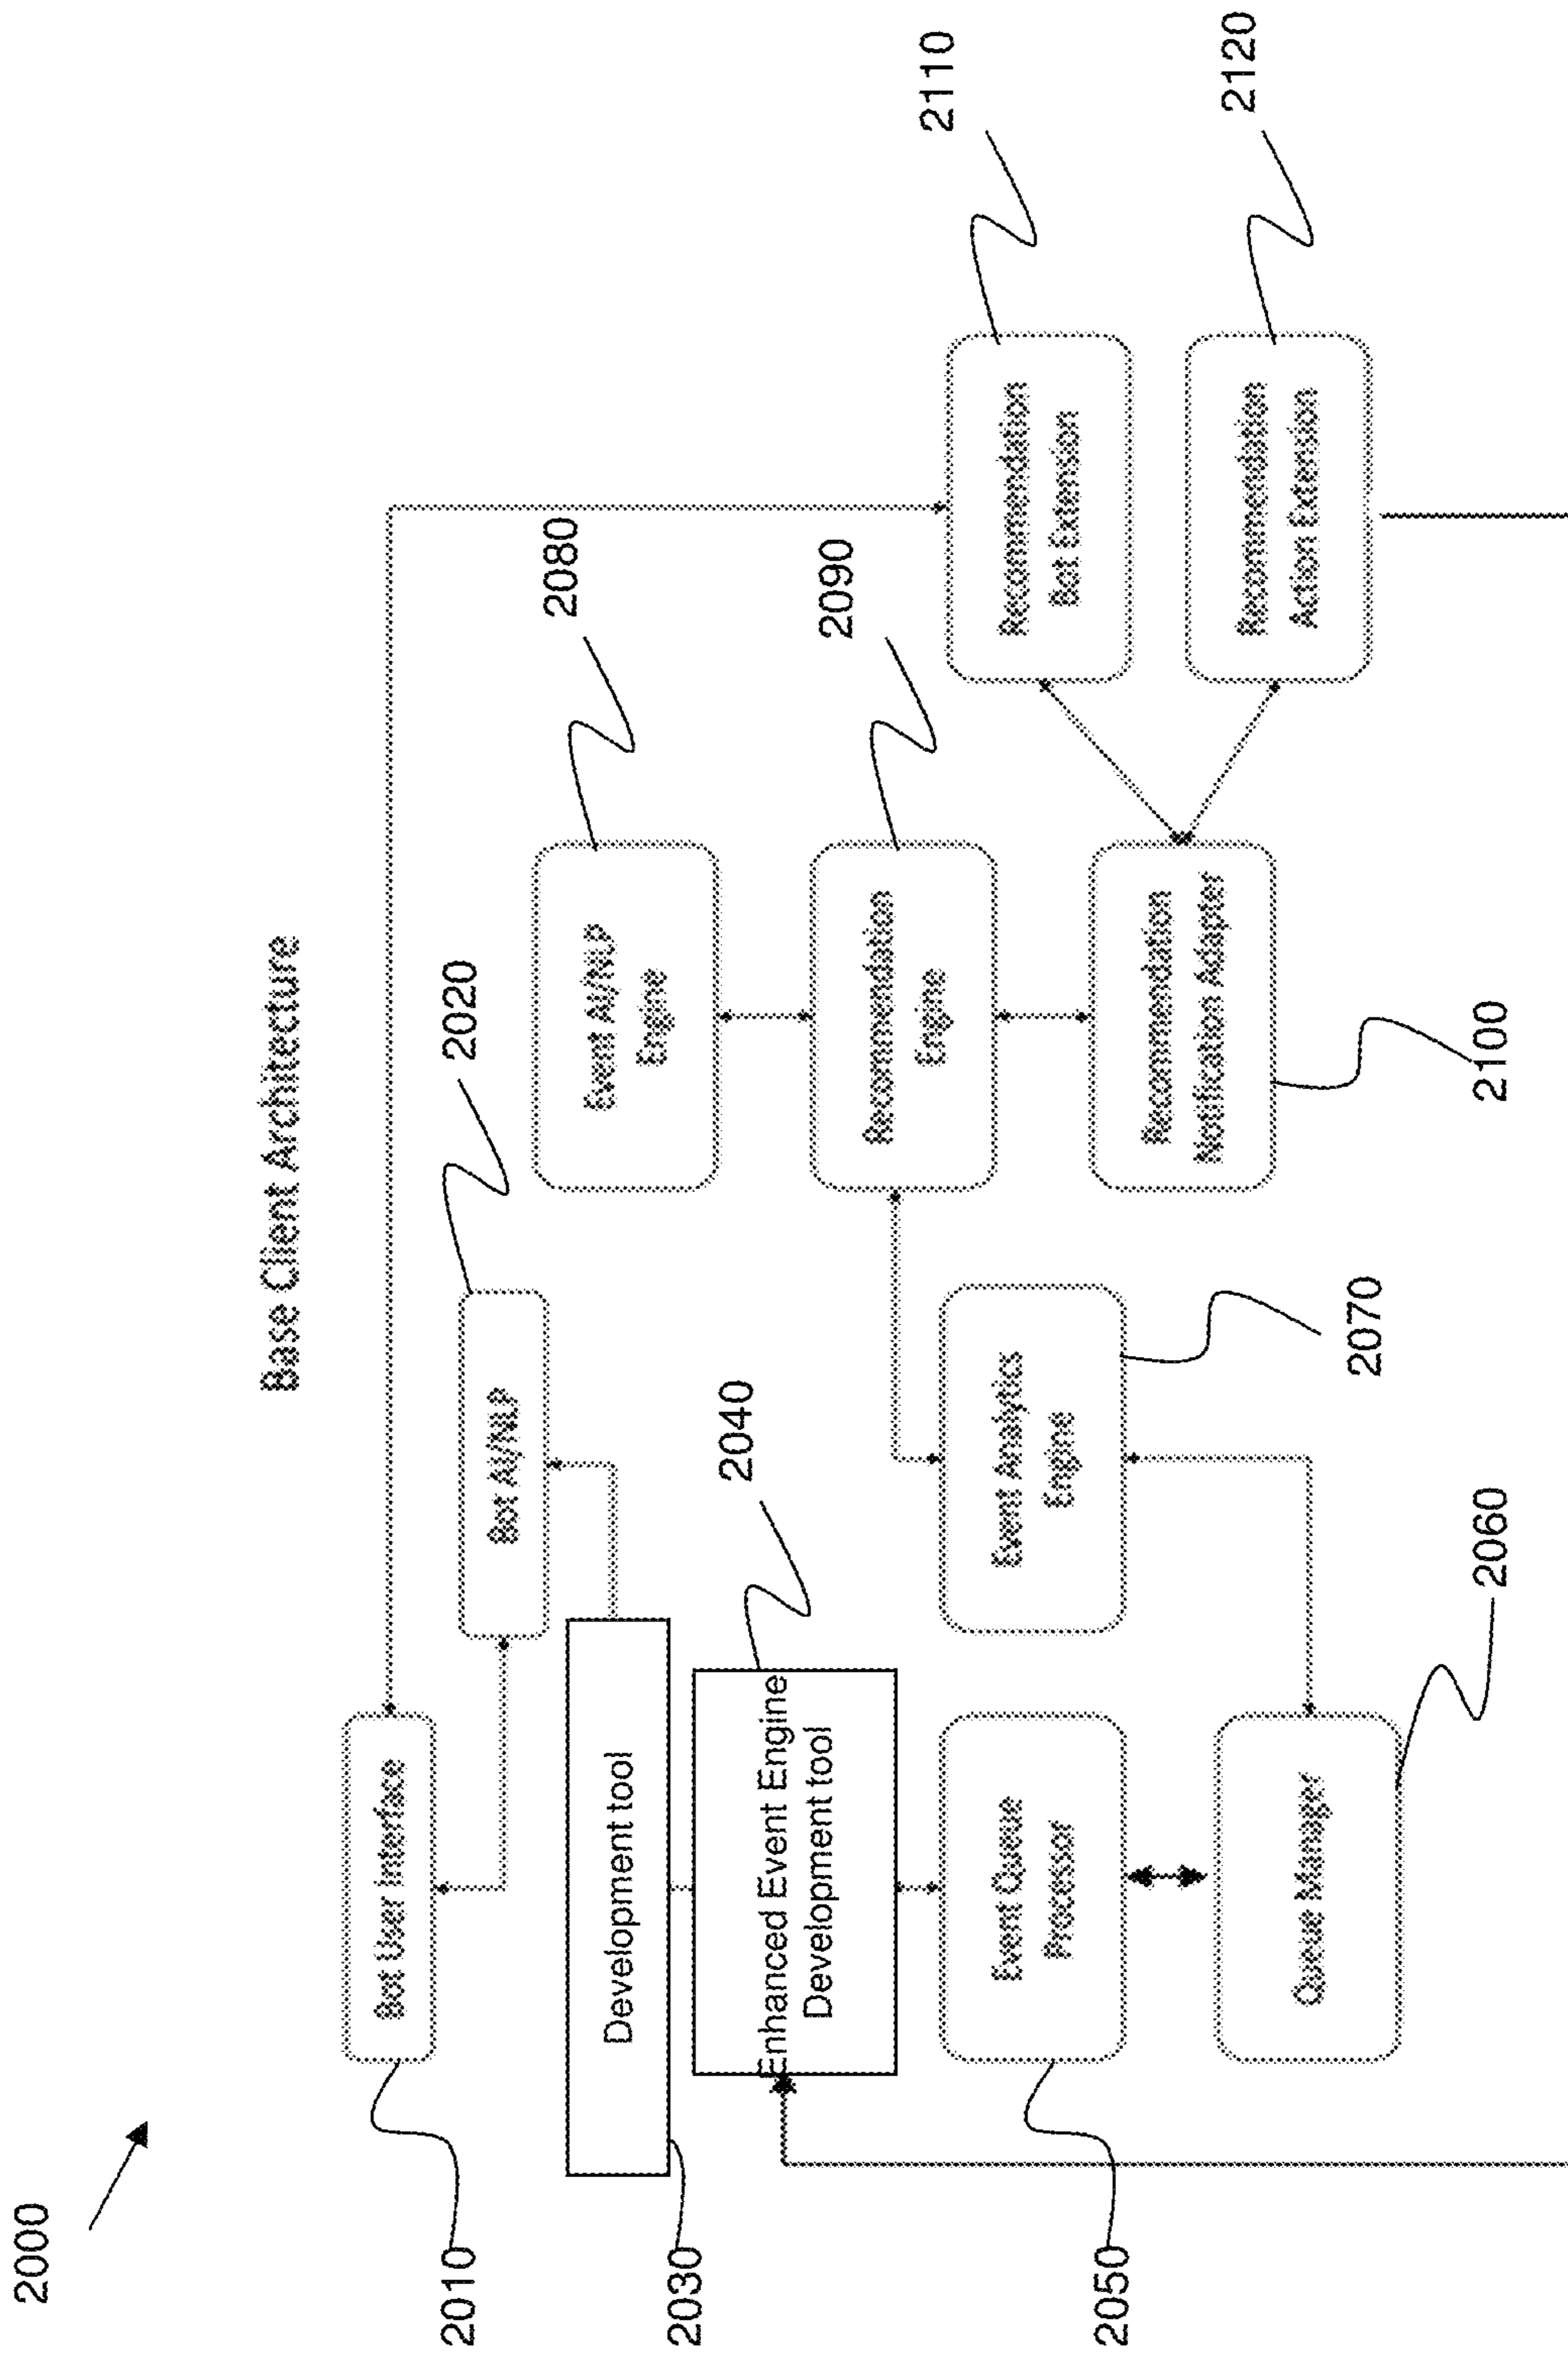 2000
Base Client Architecture
2010
Bot User Interface
Bot AI/NLP
2020
2030
Development tool
2040
Enhanced Event Engine
Development tool
2050
Event Queue
Processor
Queue Manager
2060
Event Analytics
Engine
2070
Event AI/NLP
Engine
2080
Recommendation
Engine
2090
Recommendation
Notification Adapter
2100
Recommendation
Bot Extension
2110
Recommendation
Action Extension
2120